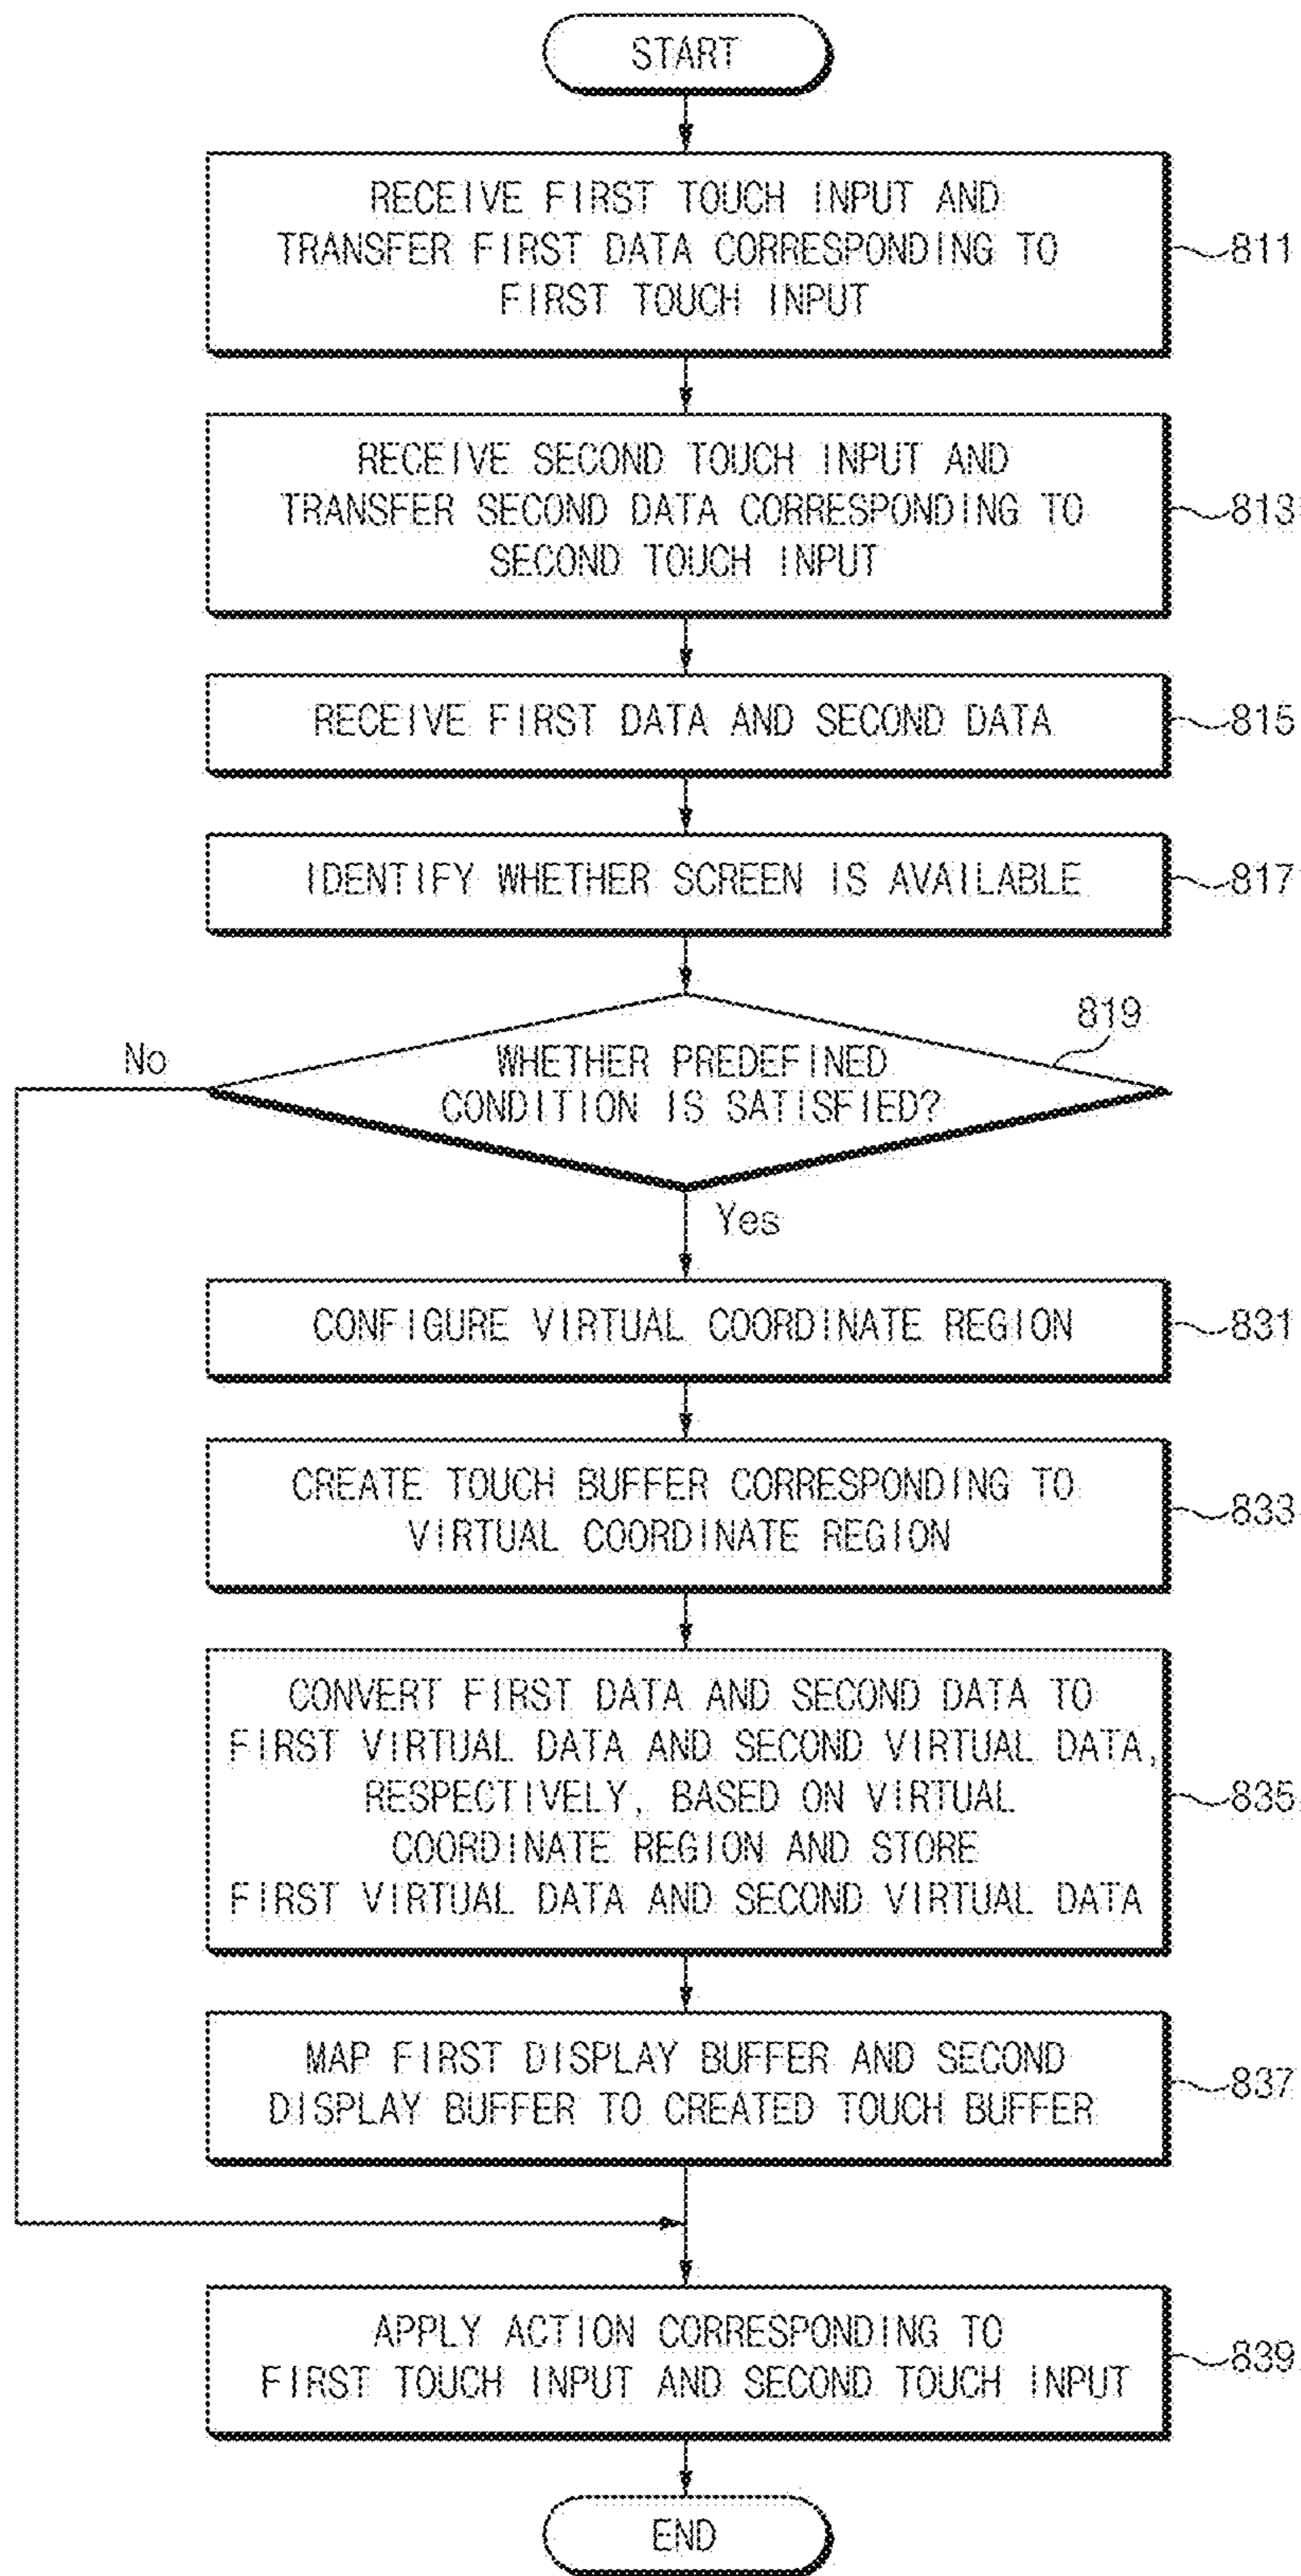 START
RECEIVE FIRST TOUCH INPUT AND
TRANSFER FIRST DATA CORRESPONDING TO
FIRST TOUCH INPUT
811
RECEIVE SECOND TOUCH INPUT AND
TRANSFER SECOND DATA CORRESPONDING TO
SECOND TOUCH INPUT
813
RECEIVE FIRST DATA AND SECOND DATA
815
IDENTIFY WHETHER SCREEN IS AVAILABLE
817
819
No
WHETHER PREDEFINED
CONDITION IS SATISFIED?
Yes
CONFIGURE VIRTUAL COORDINATE REGION
831
CREATE TOUCH BUFFER CORRESPONDING TO
VIRTUAL COORDINATE REGION
833
CONVERT FIRST DATA AND SECOND DATA TO
FIRST VIRTUAL DATA AND SECOND VIRTUAL DATA,
RESPECTIVELY, BASED ON VIRTUAL
COORDINATE REGION AND STORE
FIRST VIRTUAL DATA AND SECOND VIRTUAL DATA
835
MAP FIRST DISPLAY BUFFER AND SECOND
DISPLAY BUFFER TO CREATED TOUCH BUFFER
837
APPLY ACTION CORRESPONDING TO
FIRST TOUCH INPUT AND SECOND TOUCH INPUT
839
END